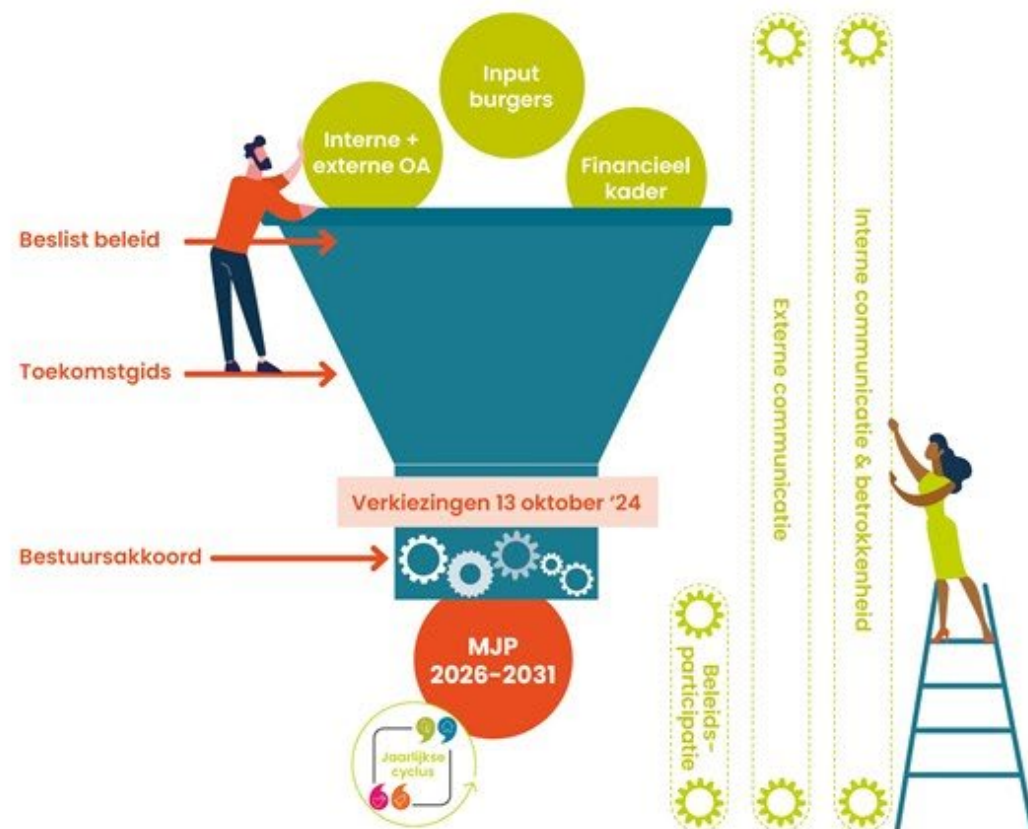 Input
burgers
Interne +
externe OA
Financieel
kader
Beslist beleid
Toekomstgids
Verkiezingen 13 oktober ‘24
Bestuursakkoord
MJP
2026-2031
Jaarlijkse
cyclus
Beleids-
participatie
Externe communicatie
Interne communicatie & betrokkenheid